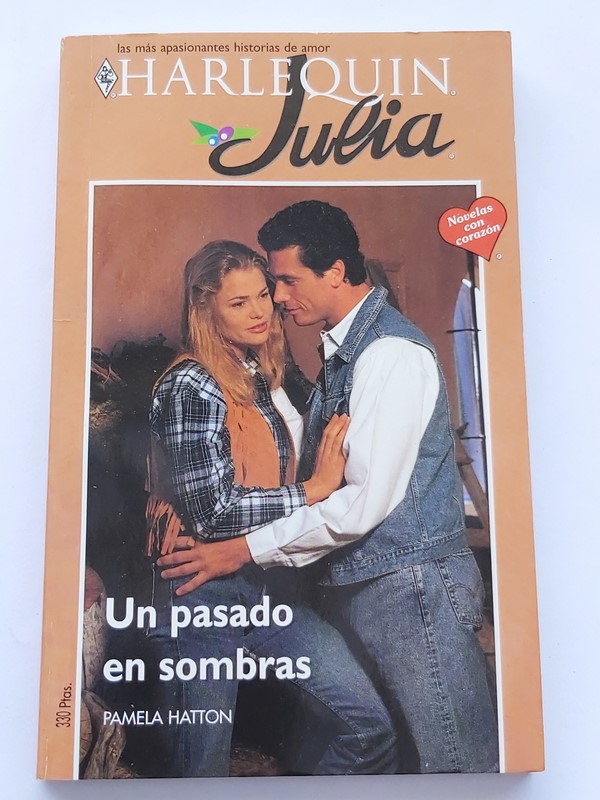 las más apasionantes historias de amor
HARLEQUIN
Julia
Novelas
con
corazón
Un pasado
en sombras
PAMELA HATTON
330 Ptas.